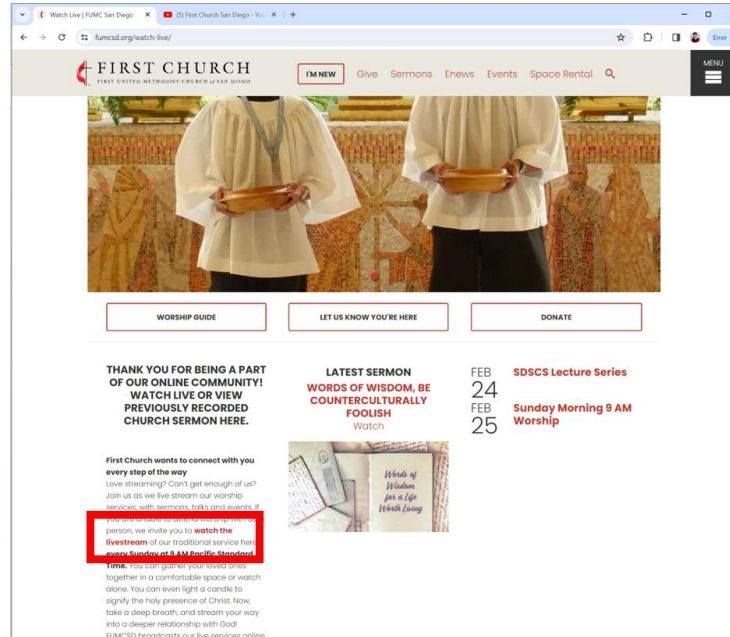 Watch Live | FUMC San Diego
(5) First Church San Diego - You
fumcsd.org/watch-live/
Error
FIRST CHURCH
FIRST UNITED METHODIST CHURCH of SAN DIEGO
I'M NEW
Give
Sermons
Enews
Events
Space Rental
MENU
WORSHIP GUIDE
LET US KNOW YOU'RE HERE
DONATE
THANK YOU FOR BEING A PART
OF OUR ONLINE COMMUNITY!
WATCH LIVE OR VIEW
PREVIOUSLY RECORDED
CHURCH SERMON HERE.
First Church wants to connect with you
every step of the way
Love streaming? Can't get enough of us?
Join us as we live stream our worship
services, with sermons, talks and events. If
you are unable to attend worship with us in
person, we invite you to watch the
livestream of our traditional service here
every Sunday at 9 AM Pacific Standard
Time. You can gather your loved ones
together in a comfortable space or watch
alone. You can even light a candle to
signify the holy presence of Christ. Now,
take a deep breath, and stream your way
into a deeper relationship with God!
FUMCSD broadcasts our live services online
LATEST SERMON
WORDS OF WISDOM, BE
COUNTERCULTURALLY
FOOLISH
Watch
Words of
Wisdom
for a Life
Worth Living
FEB
24
SDSCS Lecture Series
FEB
25
Sunday Morning 9 AM
Worship